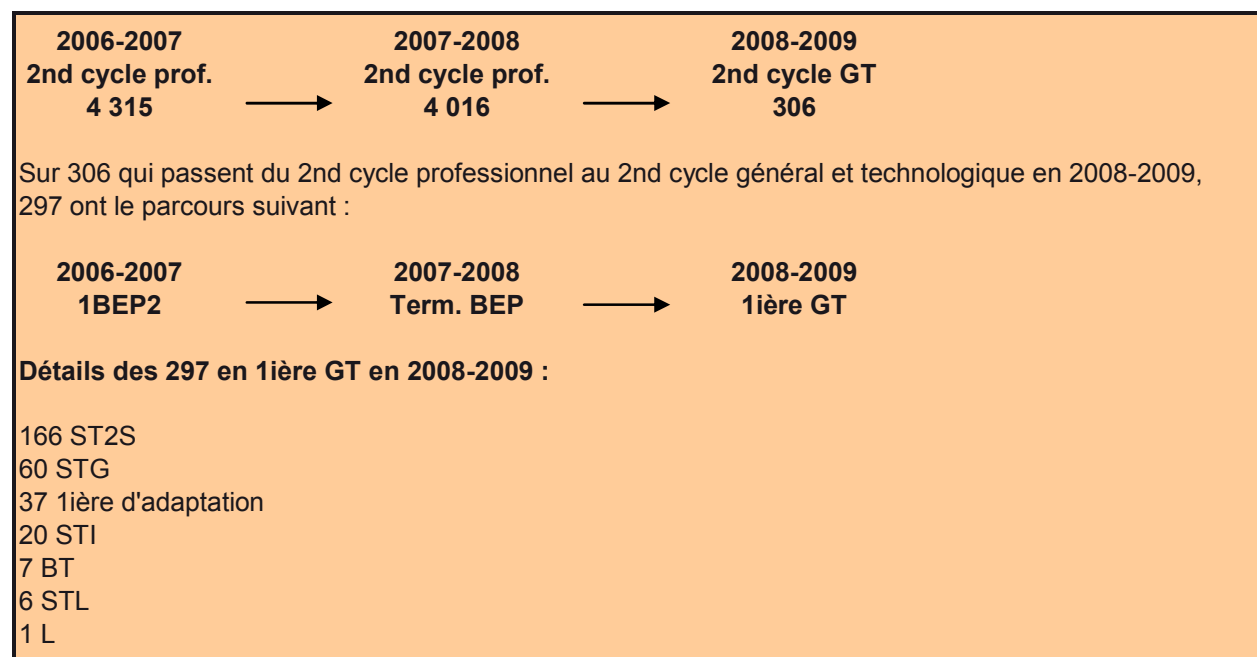 2006-2007 2007-2008 2008-2009
2nd cycle prof. 2nd cycle prof. 2nd cycle GT
4 315 4 016 306
Sur 306 qui passent du 2nd cycle professionnel au 2nd cycle général et technologique en 2008-2009,
297 ont le parcours suivant :
2006-2007 2007-2008 2008-2009
1BEP2 Term. BEP 1ière GT
Détails des 297 en 1ière GT en 2008-2009 :
166 ST2S
60 STG
37 1ière d'adaptation
20 STI
7 BT
6 STL
1 L